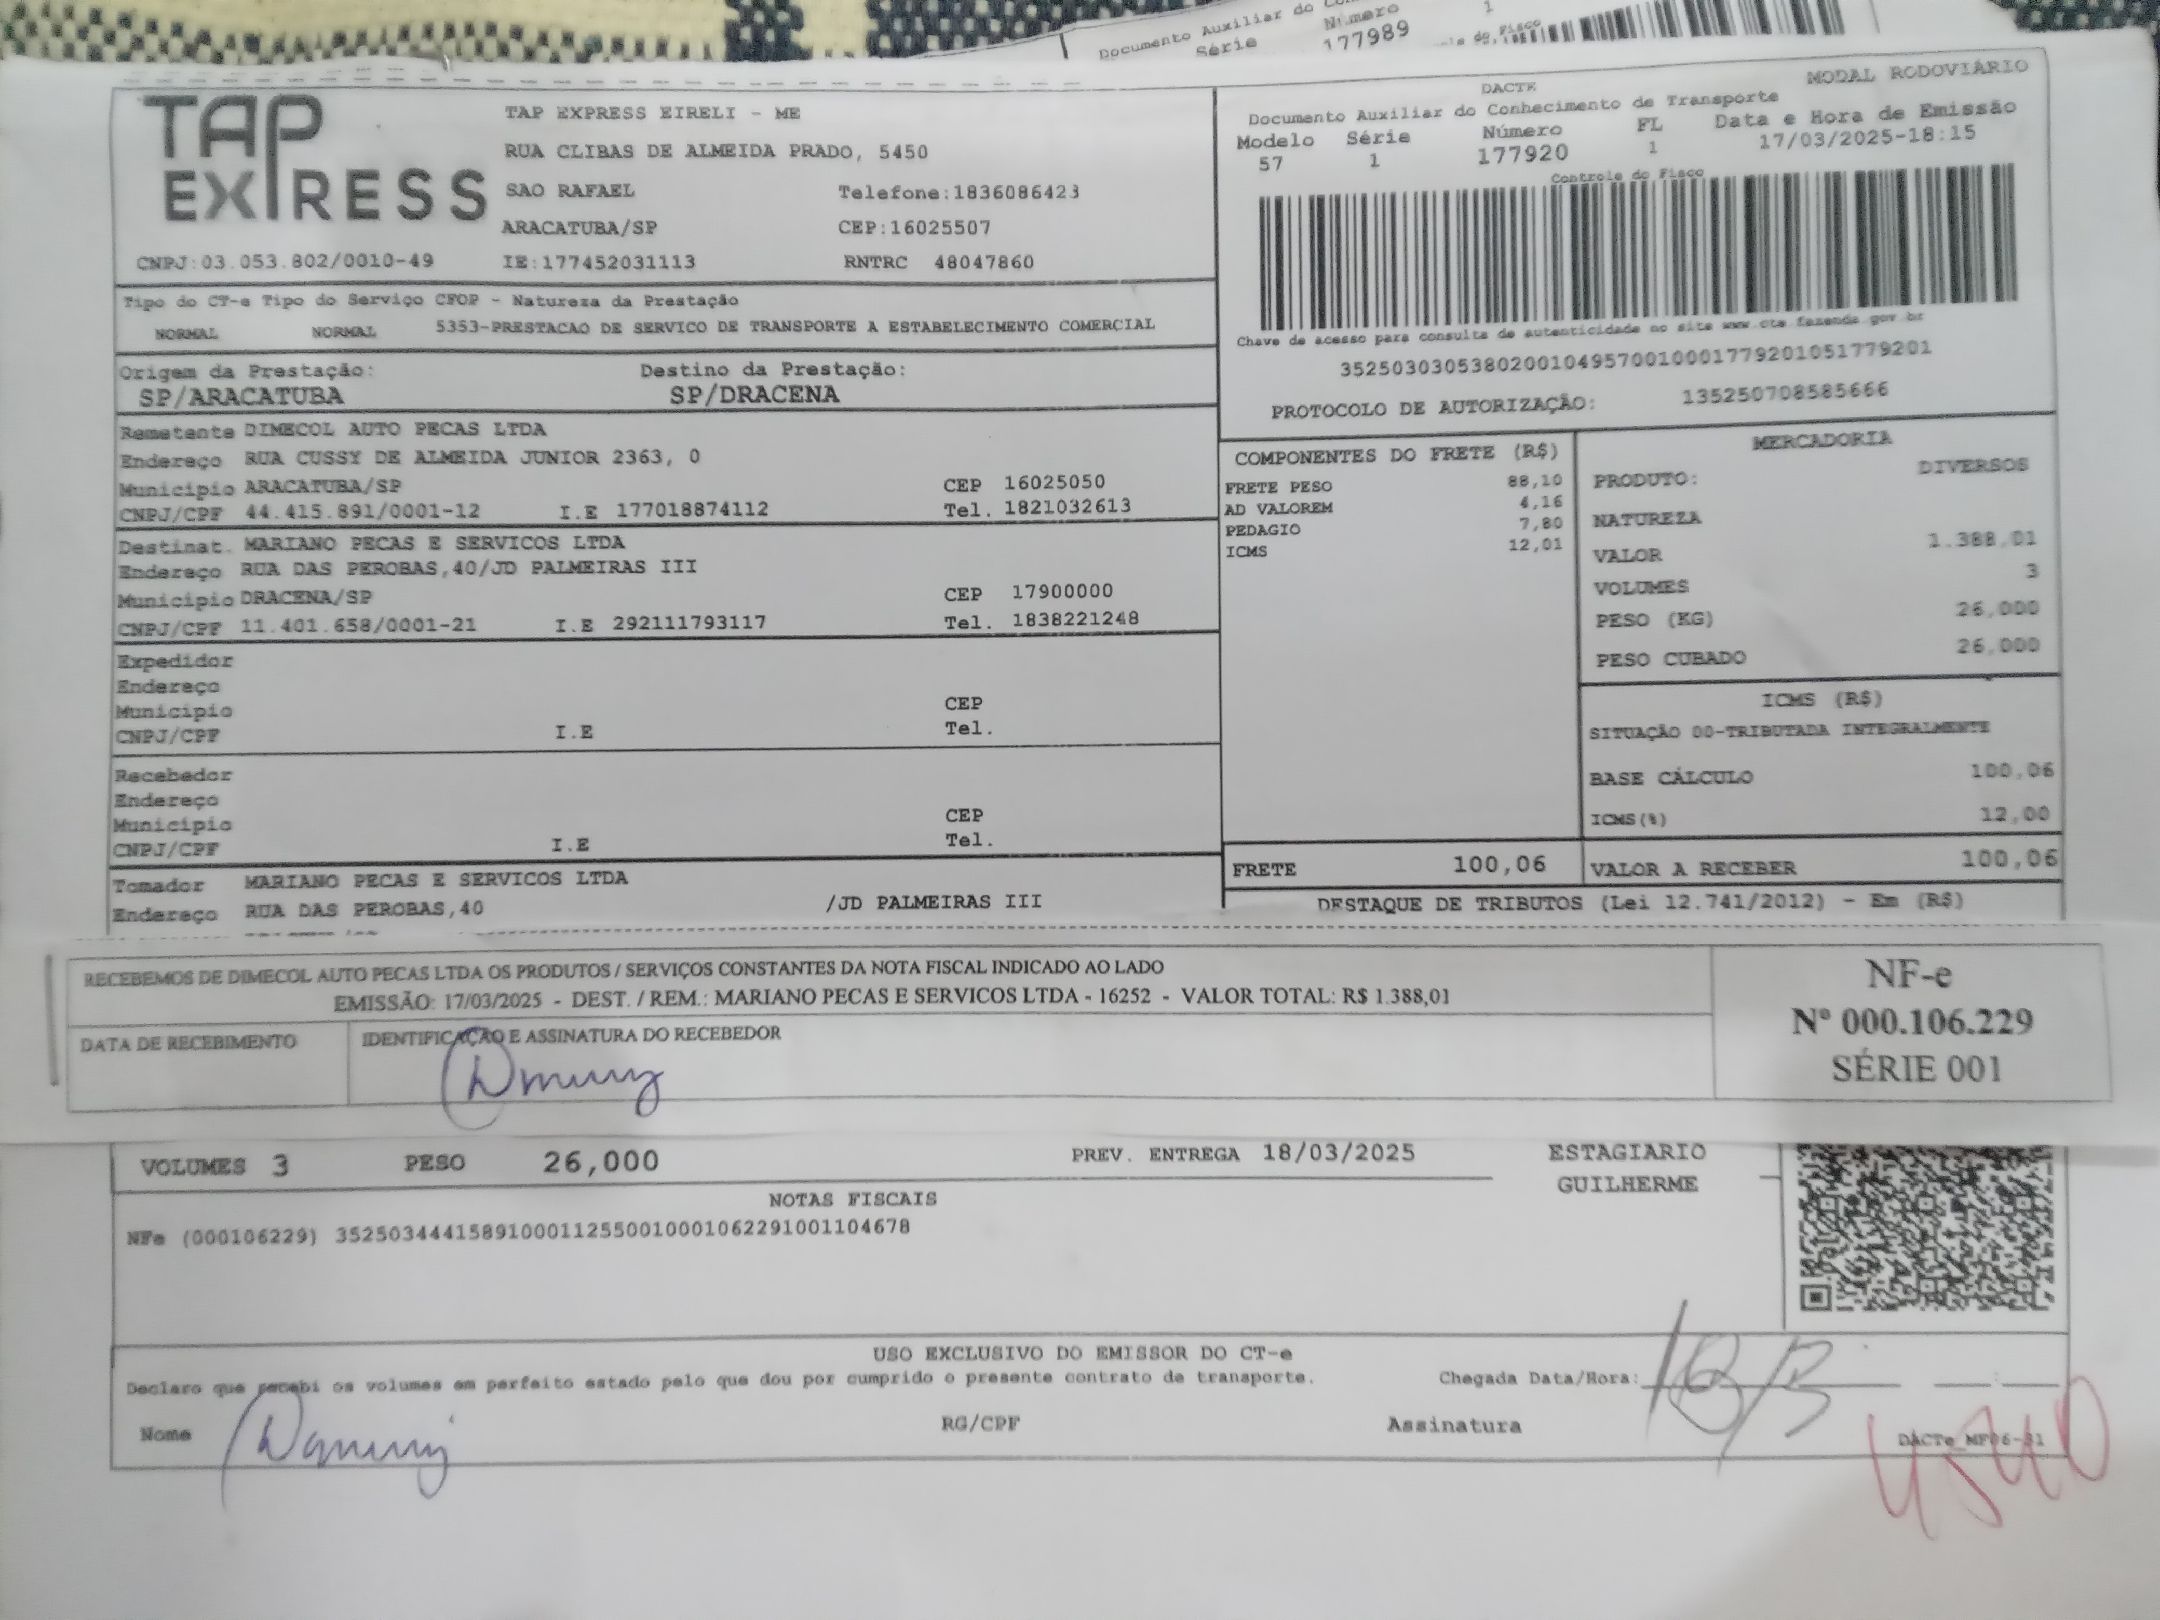 Documento Auxiliar do
Série Número 1
177989
TAP EXPRESS
TAP EXPRESS EIRELI - ME
RUA CLIBAS DE ALMEIDA PRADO, 5450
SAO RAFAEL Telefone:1836086423
ARACATUBA/SP CEP:16025507
CNPJ:03.053.802/0010-49 IE:177452031113 RNTRC 48047860
DACTE MODAL RODOVIÁRIO
Documento Auxiliar do Conhecimento de Transporte
Modelo Série Número FL Data e Hora de Emissão
57 1 177920 1 17/03/2025-18:15
Controle do Fisco
Chave de acesso para consulta de autenticidade no site www.cte.fazenda.gov.br
35250303053802001049570010001779201051779201
PROTOCOLO DE AUTORIZAÇÃO: 135250708585666
Tipo do CT-e Tipo do Serviço CFOP - Natureza da Prestação
NORMAL NORMAL 5353-PRESTACAO DE SERVICO DE TRANSPORTE A ESTABELECIMENTO COMERCIAL
Origem da Prestação: Destino da Prestação:
SP/ARACATUBA SP/DRACENA
Remetente DIMECOL AUTO PECAS LTDA
Endereço RUA CUSSY DE ALMEIDA JUNIOR 2363, 0
Município ARACATUBA/SP CEP 16025050
CNPJ/CPF 44.415.891/0001-12 I.E 177018874112 Tel. 1821032613
Destinat. MARIANO PECAS E SERVICOS LTDA
Endereço RUA DAS PEROBAS,40/JD PALMEIRAS III
Município DRACENA/SP CEP 17900000
CNPJ/CPF 11.401.658/0001-21 I.E 292111793117 Tel. 1838221248
Expedidor
Endereço
Município CEP
CNPJ/CPF I.E Tel.
Recebedor
Endereço
Município CEP
CNPJ/CPF I.E Tel.
Tomador MARIANO PECAS E SERVICOS LTDA
Endereço RUA DAS PEROBAS,40 /JD PALMEIRAS III
COMPONENTES DO FRETE (R$)
FRETE PESO 88,10
AD VALOREM 4,16
PEDAGIO 7,80
ICMS 12,01
FRETE 100,06
MERCADORIA
PRODUTO: DIVERSOS
NATUREZA
VALOR 1.388,01
VOLUMES 3
PESO (KG) 26,000
PESO CUBADO 26,000
ICMS (R$)
SITUAÇÃO 00-TRIBUTADA INTEGRALMENTE
BASE CÁLCULO 100,06
ICMS(%) 12,00
VALOR A RECEBER 100,06
DESTAQUE DE TRIBUTOS (Lei 12.741/2012) - Em (R$)
RECEBEMOS DE DIMECOL AUTO PECAS LTDA OS PRODUTOS / SERVIÇOS CONSTANTES DA NOTA FISCAL INDICADO AO LADO
EMISSÃO: 17/03/2025 - DEST. / REM.: MARIANO PECAS E SERVICOS LTDA - 16252 - VALOR TOTAL: R$ 1.388,01
DATA DE RECEBIMENTO IDENTIFICAÇÃO E ASSINATURA DO RECEBEDOR
NF-e
Nº 000.106.229
SÉRIE 001
VOLUMES 3 PESO 26,000 PREV. ENTREGA 18/03/2025 ESTAGIARIO
GUILHERME
NOTAS FISCAIS
NFe (000106229) 35250344415891000112550010001062291001104678
USO EXCLUSIVO DO EMISSOR DO CT-e
Declaro que recebi os volumes em perfeito estado pelo que dou por cumprido o presente contrato de transporte. Chegada Data/Hora: 18/3
Nome RG/CPF Assinatura
DACTe_MF06-31